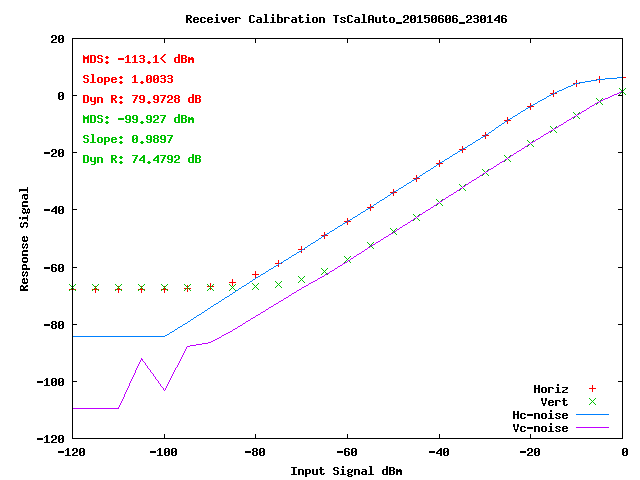 Receiver Calibration TsCalAuto_20150606_230146
MDS: -113.1< dBm
Slope: 1.0033
Dyn R: 79.9728 dB
MDS: -99.927 dBm
Slope: 0.9897
Dyn R: 74.4792 dB
20
0
-20
-40
-60
-80
-100
-120
Response Signal
Horiz
Vert
Hc-noise
Vc-noise
-120 -100 -80 -60 -40 -20 0
Input Signal dBm